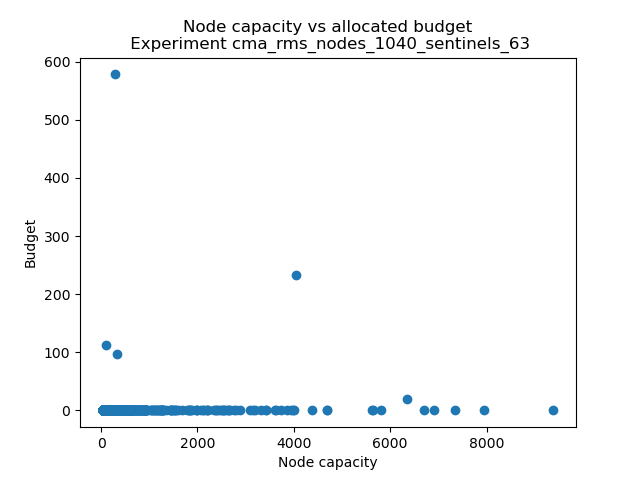 Node capacity vs allocated budget
Experiment cma_rms_nodes_1040_sentinels_63
600
500
400
300
200
100
0
Budget
0 2000 4000 6000 8000
Node capacity